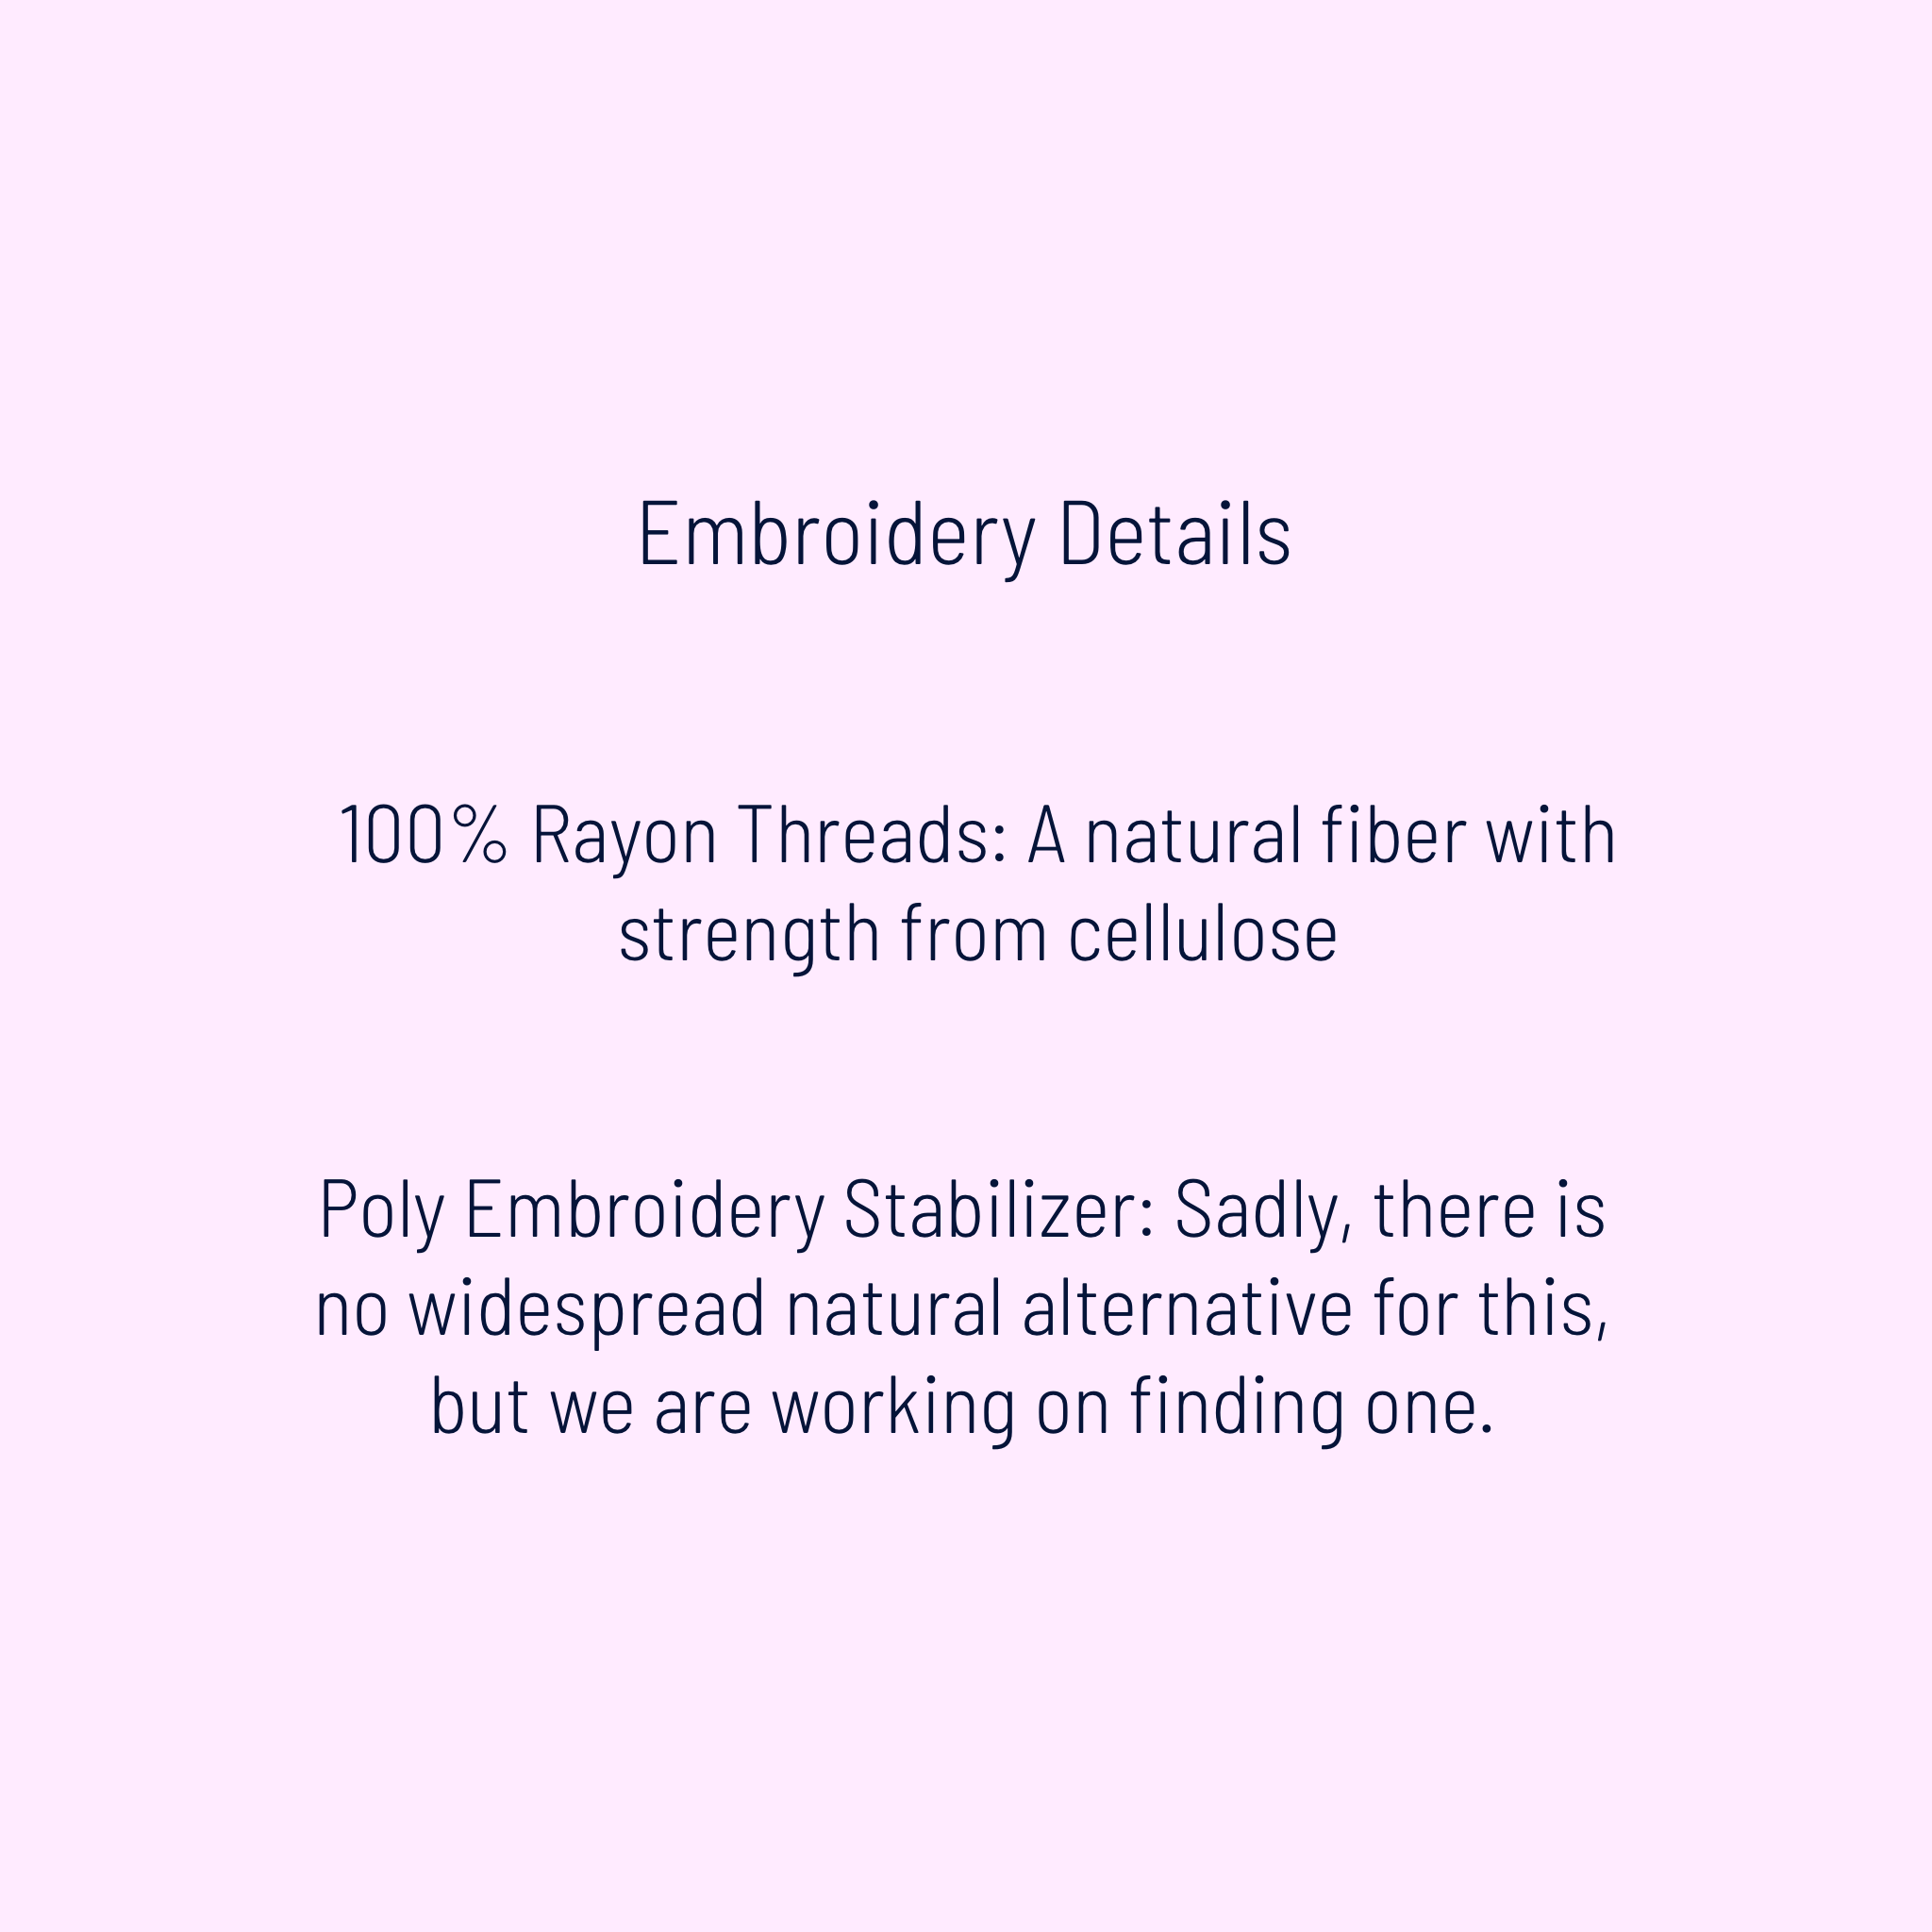 Embroidery Details
100% Rayon Threads: A natural fiber with
strength from cellulose
Poly Embroidery Stabilizer: Sadly, there is
no widespread natural alternative for this,
but we are working on finding one.